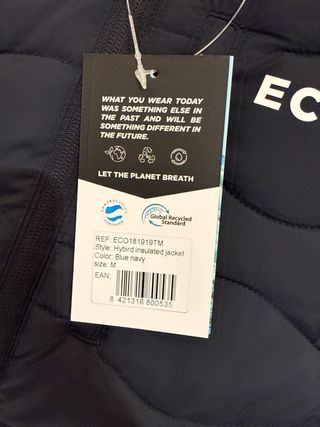 WHAT YOU WEAR TODAY
WAS SOMETHING ELSE IN
THE PAST AND WILL BE
SOMETHING DIFFERENT IN
THE FUTURE.
LET THE PLANET BREATH
EC
Global Recycled
Standard
REF: ECO181919TM
Style: Hybird insulated jacket
Color: Blue navy
size: M
EAN:
8 421316 800535